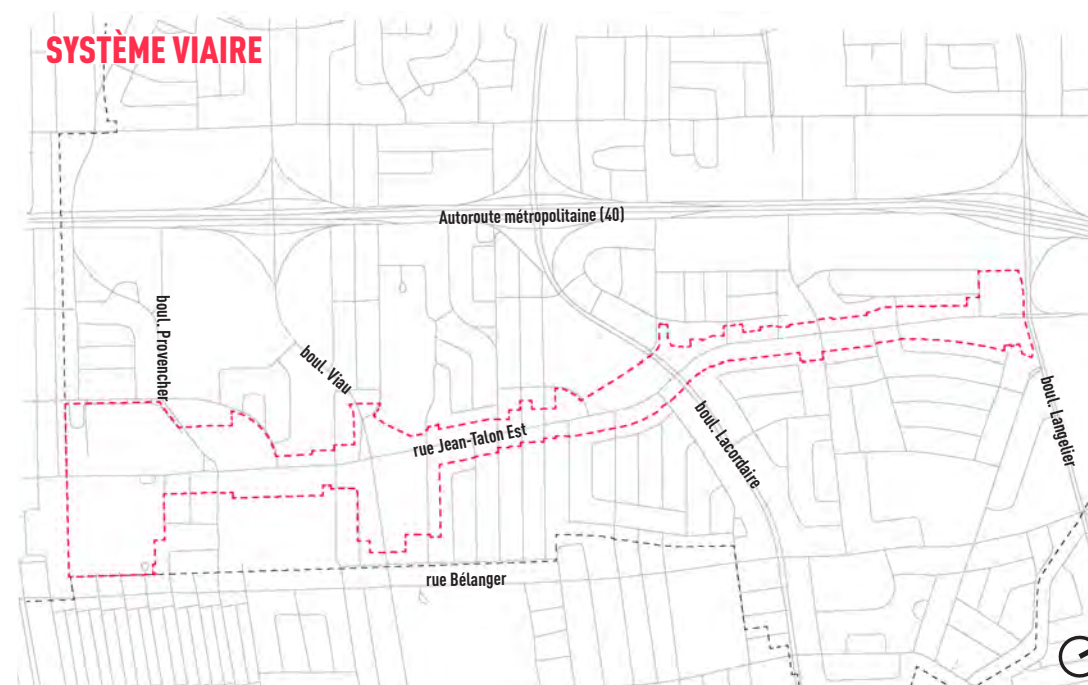 SYSTÈME VIAIRE
Autoroute métropolitaine (40)
boul. Provencher
boul. Viau
rue Jean-Talon Est
boul. Lacordaire
boul. Langelier
rue Bélanger